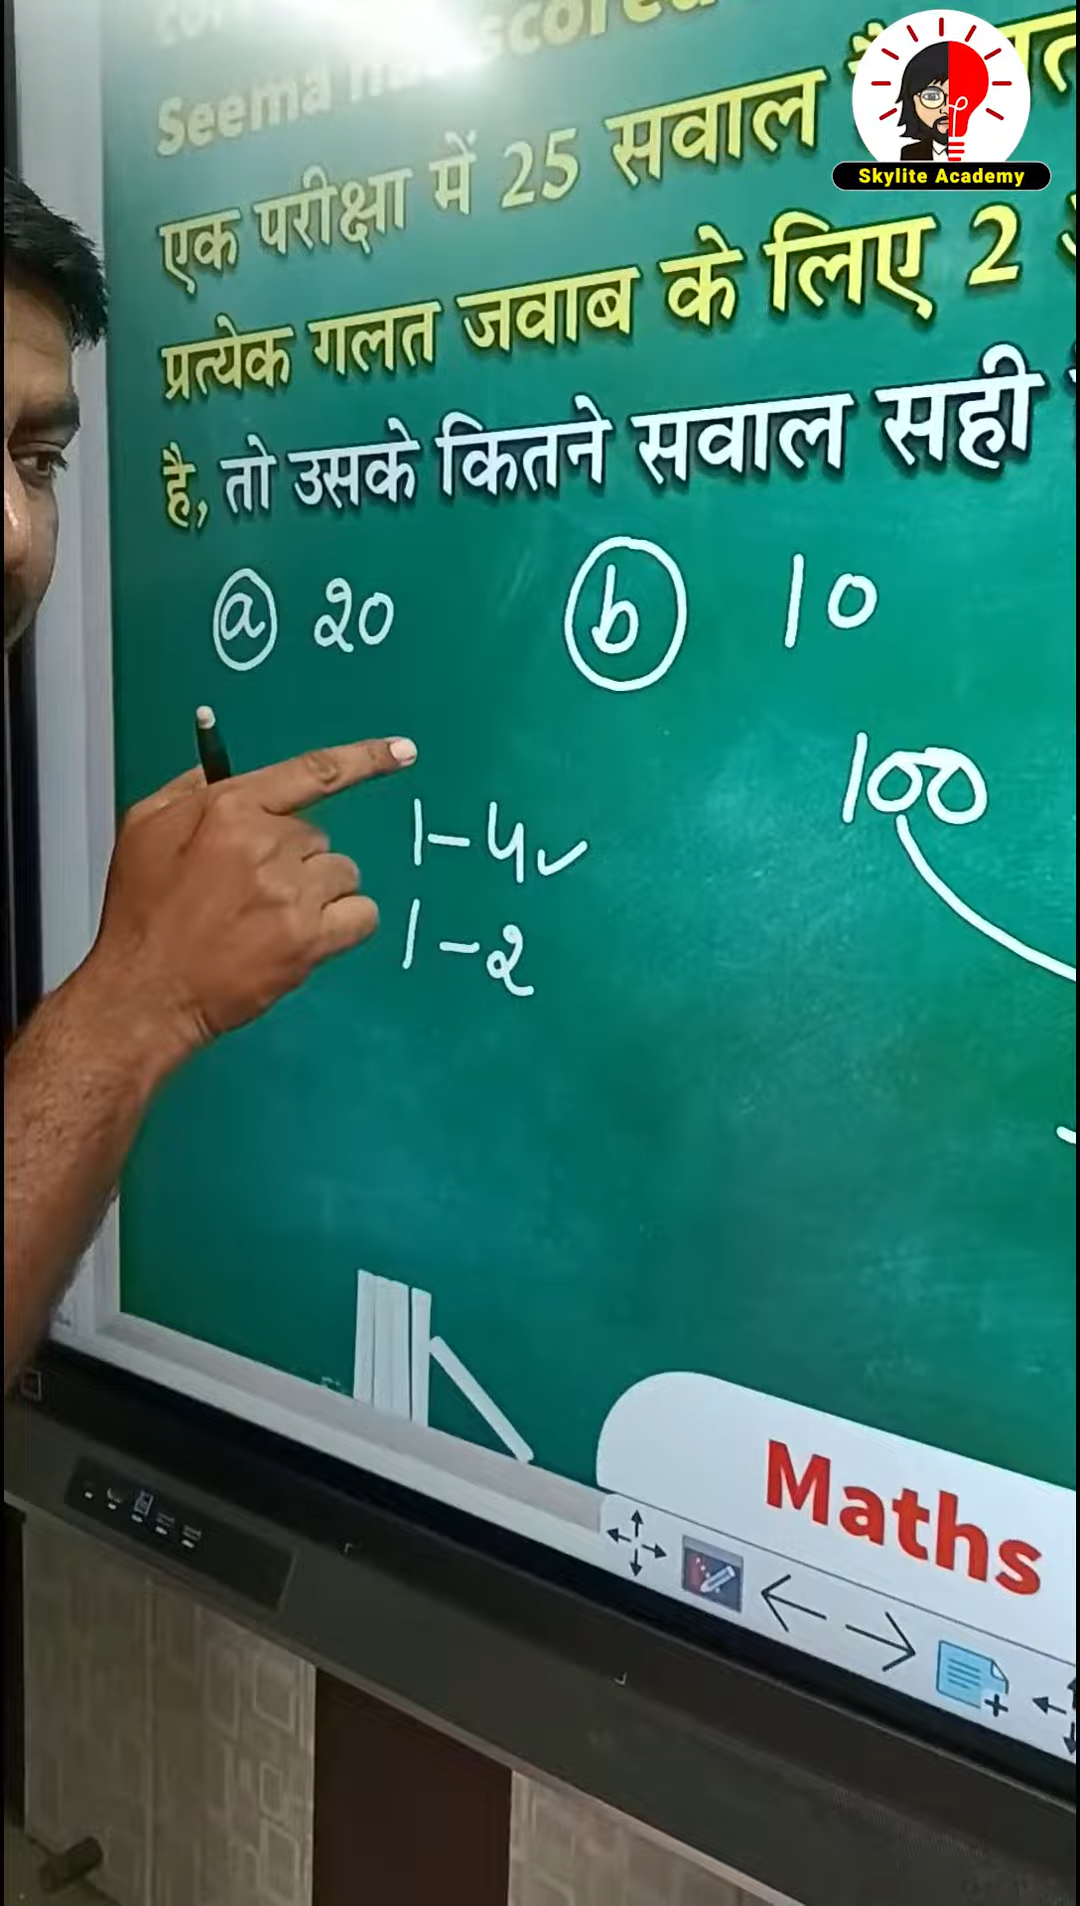 scored
Seema
एक परीक्षा में 25 सवाल
प्रत्येक गलत जवाब के लिए 2
है, तो उसके कितने सवाल सही
a 20 b 10
100
1-4✓
1-2
Maths
Skylite Academy